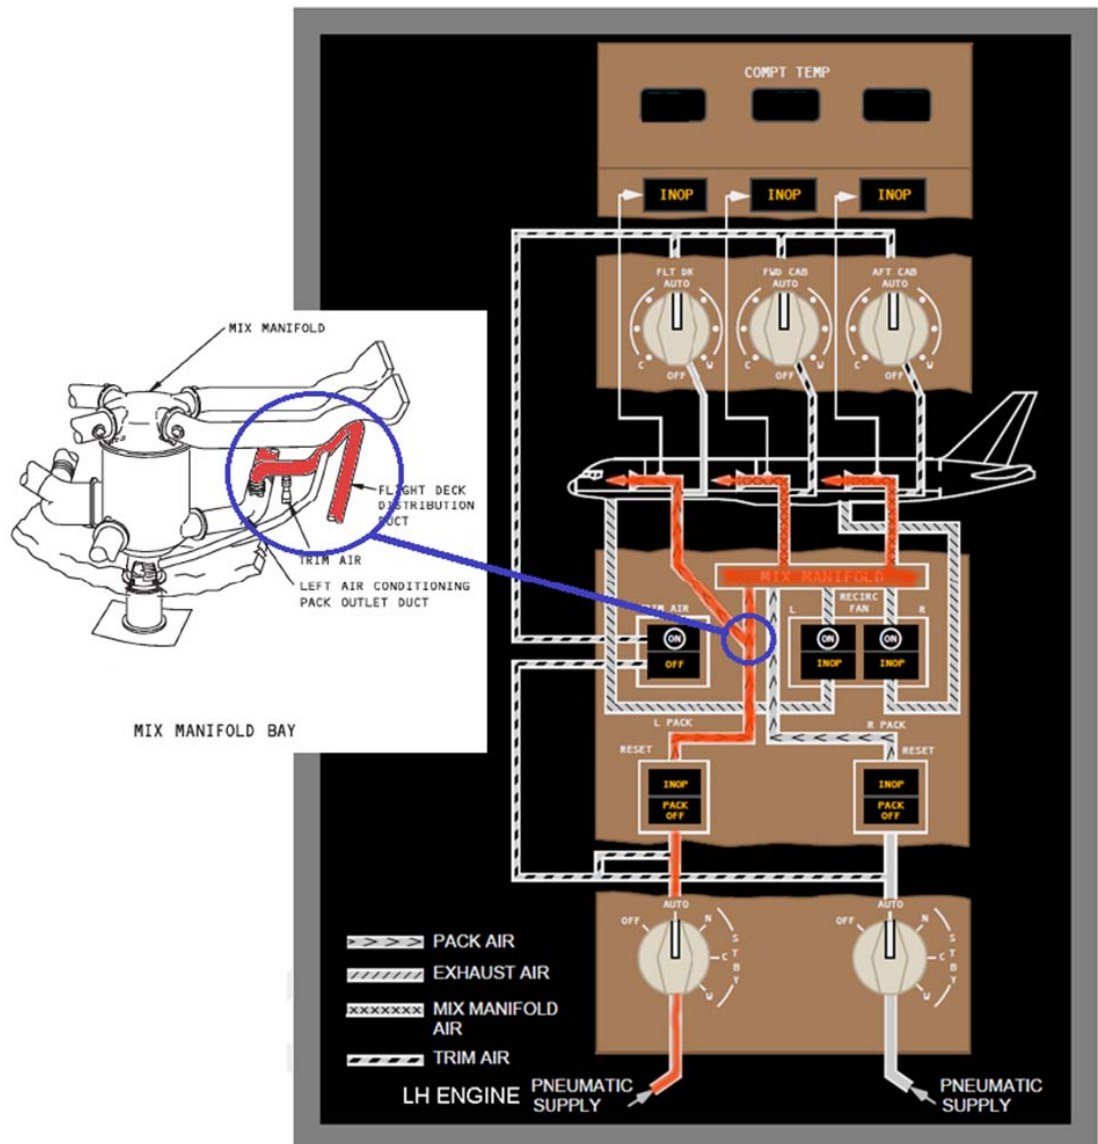 COMPT TEMP
INOP
INOP
INOP
FLT DK
AUTO
C
W
OFF
FWD CAB
AUTO
C
W
OFF
AFT CAB
AUTO
C
W
OFF
MIX MANIFOLD
FLIGHT DECK
DISTRIBUTION
DUCT
TRIM AIR
LEFT AIR CONDITIONING
PACK OUTLET DUCT
MIX MANIFOLD BAY
MIX MANIFOLD
TRIM AIR
ON
OFF
L
RECIRC
FAN
R
ON
INOP
ON
INOP
L PACK
RESET
INOP
PACK
OFF
R PACK
RESET
INOP
PACK
OFF
OFF
AUTO
N
C
W
STBY
OFF
AUTO
N
C
W
STBY
PACK AIR
EXHAUST AIR
MIX MANIFOLD
AIR
TRIM AIR
LH ENGINE
PNEUMATIC
SUPPLY
PNEUMATIC
SUPPLY